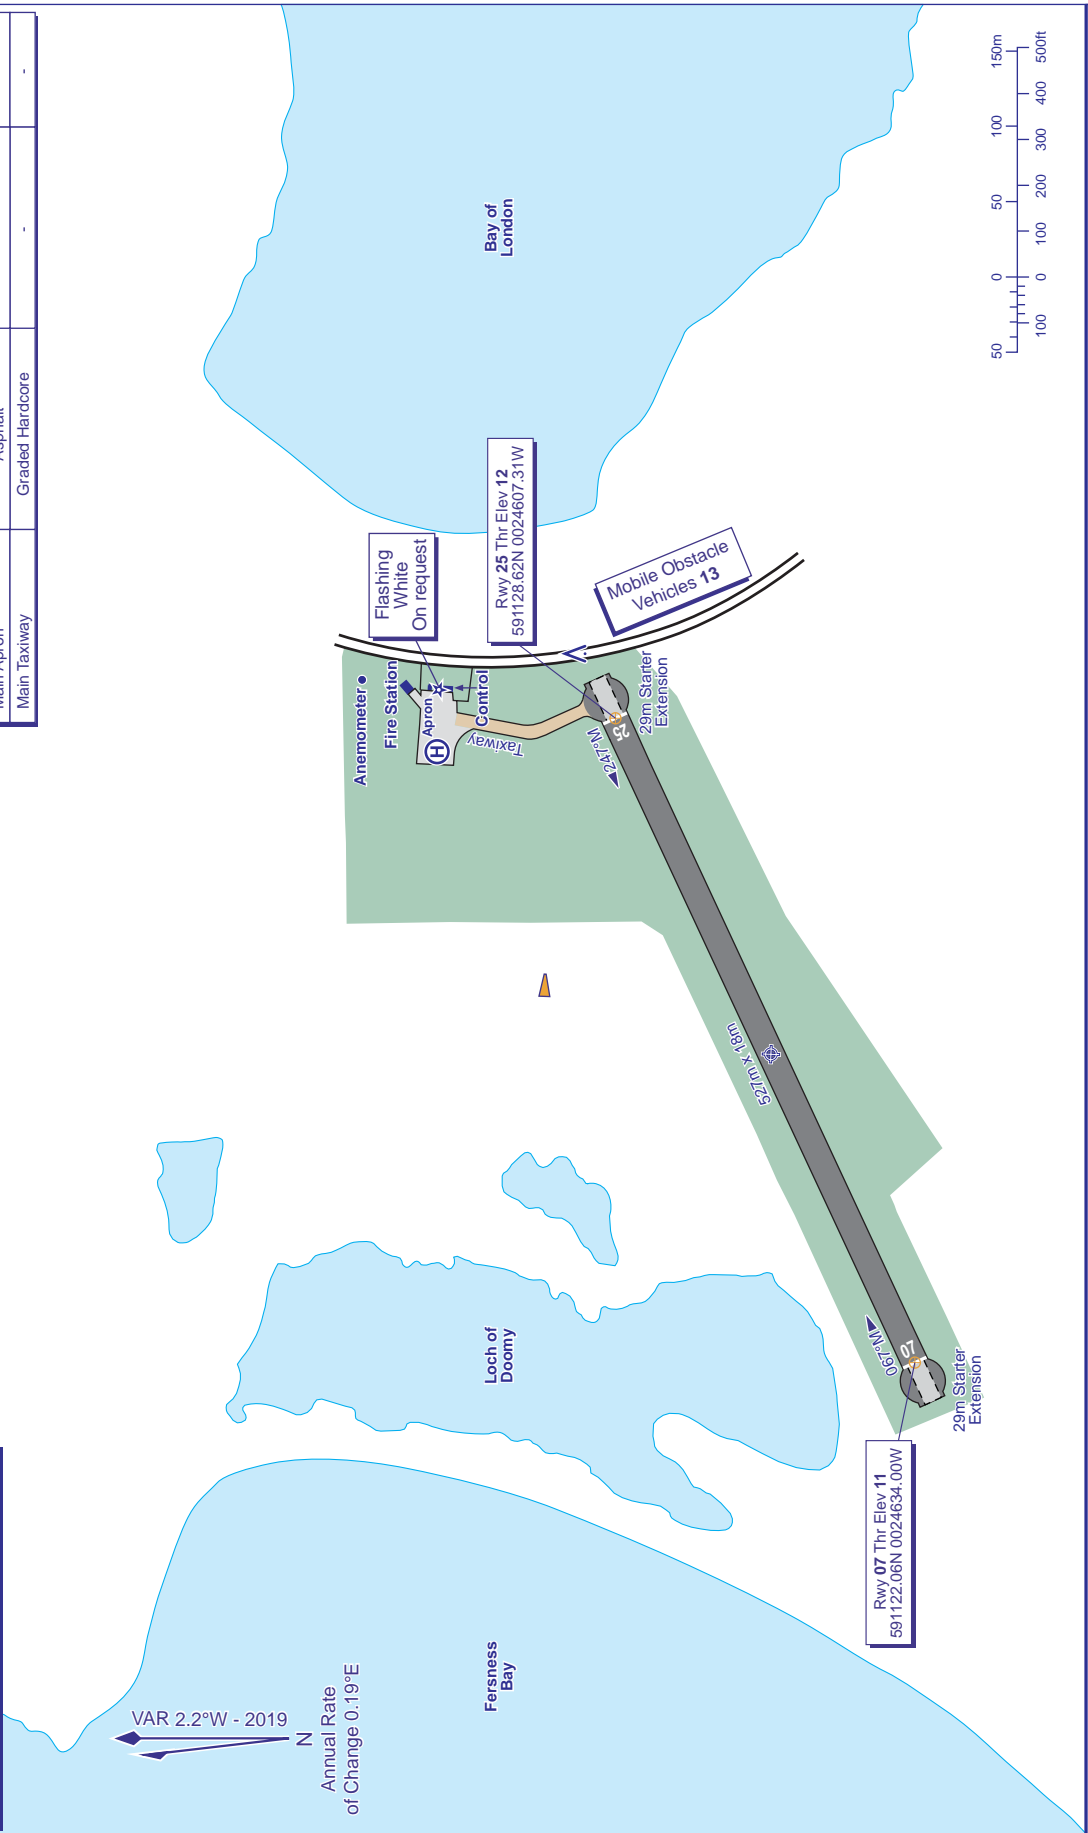 Main Apron
Asphalt
Main Taxiway
Graded Hardcore
-
-
Bay of
London
150m
100
50
0
50
500ft
400
300
200
100
0
100
Flashing
White
On request
Rwy 25 Thr Elev 12
591128.62N 0024607.31W
Mobile Obstacle
Vehicles 13
Anemometer
Fire Station
Apron
H
Control
Taxiway
29m Starter
Extension
25
247°M
527m x 18m
Loch of
Doomy
067°M
07
29m Starter
Extension
Rwy 07 Thr Elev 11
591122.06N 0024634.00W
Fersness
Bay
VAR 2.2°W - 2019
N
Annual Rate
of Change 0.19°E